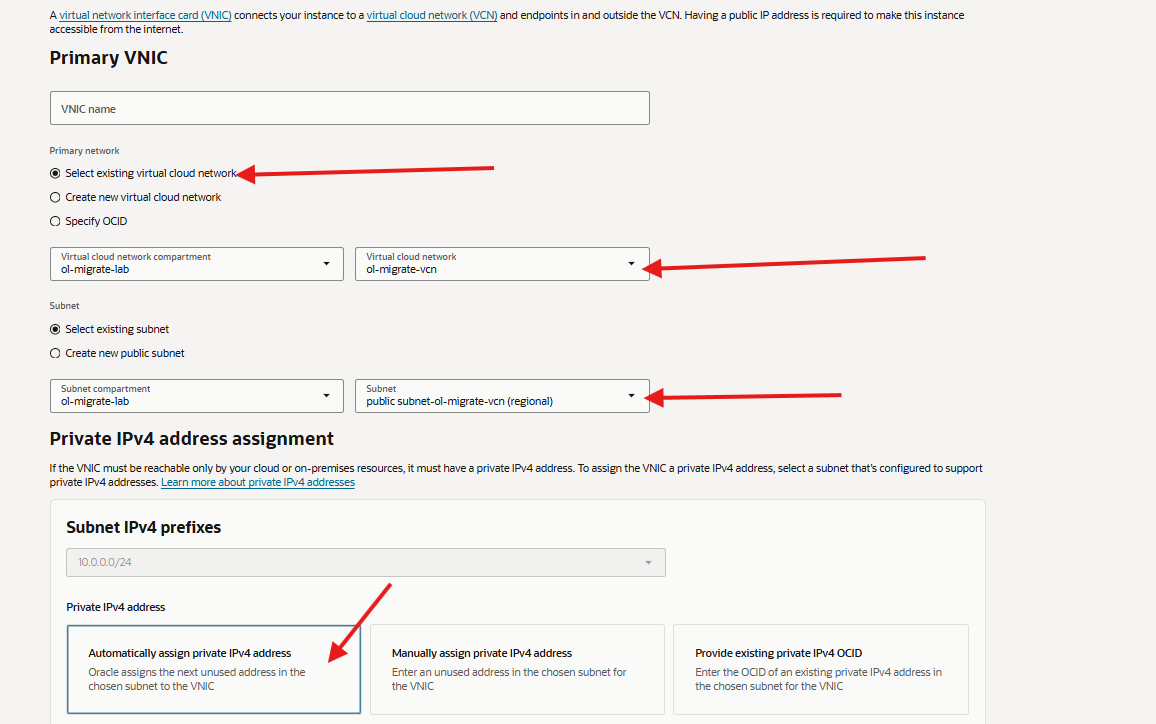 A virtual network interface card (VNIC) connects your instance to a virtual cloud network (VCN) and endpoints in and outside the VCN. Having a public IP address is required to make this instance
accessible from the internet.
Primary VNIC
VNIC name
Primary network
Select existing virtual cloud network
Create new virtual cloud network
Specify OCID
Virtual cloud network compartment
ol-migrate-lab
Virtual cloud network
ol-migrate-vcn
Subnet
Select existing subnet
Create new public subnet
Subnet compartment
ol-migrate-lab
Subnet
public subnet-ol-migrate-vcn (regional)
Private IPv4 address assignment
If the VNIC must be reachable only by your cloud or on-premises resources, it must have a private IPv4 address. To assign the VNIC a private IPv4 address, select a subnet that's configured to support
private IPv4 addresses. Learn more about private IPv4 addresses
Subnet IPv4 prefixes
10.0.0.0/24
Private IPv4 address
Automatically assign private IPv4 address
Oracle assigns the next unused address in the
chosen subnet to the VNIC
Manually assign private IPv4 address
Enter an unused address in the chosen subnet for
the VNIC
Provide existing private IPv4 OCID
Enter the OCID of an existing private IPv4 address in
the chosen subnet for the VNIC